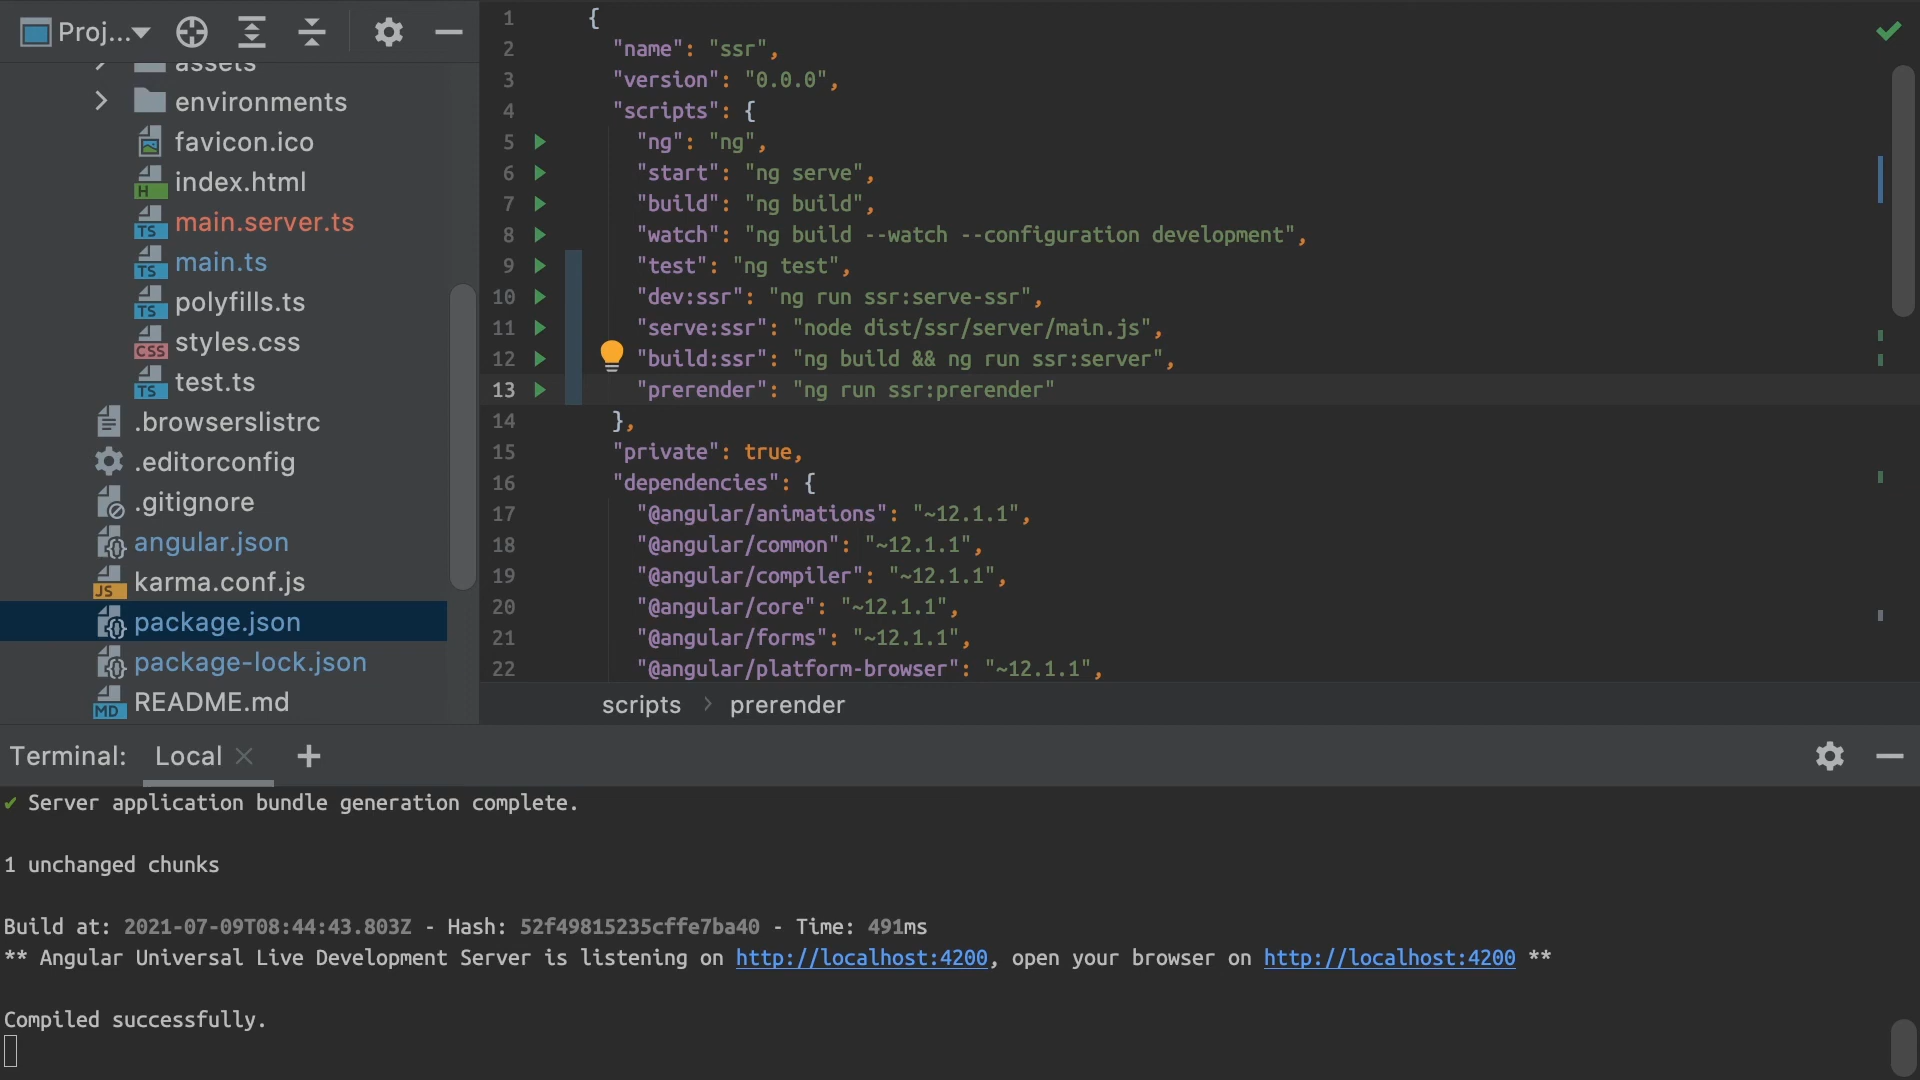 Proj...
assets
environments
favicon.ico
index.html
main.server.ts
main.ts
polyfills.ts
styles.css
test.ts
.browserslistrc
.editorconfig
.gitignore
angular.json
karma.conf.js
package.json
package-lock.json
README.md
1 {
2 "name": "ssr",
3 "version": "0.0.0",
4 "scripts": {
5 "ng": "ng",
6 "start": "ng serve",
7 "build": "ng build",
8 "watch": "ng build --watch --configuration development",
9 "test": "ng test",
10 "dev:ssr": "ng run ssr:serve-ssr",
11 "serve:ssr": "node dist/ssr/server/main.js",
12 "build:ssr": "ng build && ng run ssr:server",
13 "prerender": "ng run ssr:prerender"
14 },
15 "private": true,
16 "dependencies": {
17 "@angular/animations": "~12.1.1",
18 "@angular/common": "~12.1.1",
19 "@angular/compiler": "~12.1.1",
20 "@angular/core": "~12.1.1",
21 "@angular/forms": "~12.1.1",
22 "@angular/platform-browser": "~12.1.1",
scripts > prerender
Terminal: Local × +
✔ Server application bundle generation complete.
1 unchanged chunks
Build at: 2021-07-09T08:44:43.803Z - Hash: 52f49815235cffe7ba40 - Time: 491ms
** Angular Universal Live Development Server is listening on http://localhost:4200, open your browser on http://localhost:4200 **
Compiled successfully.